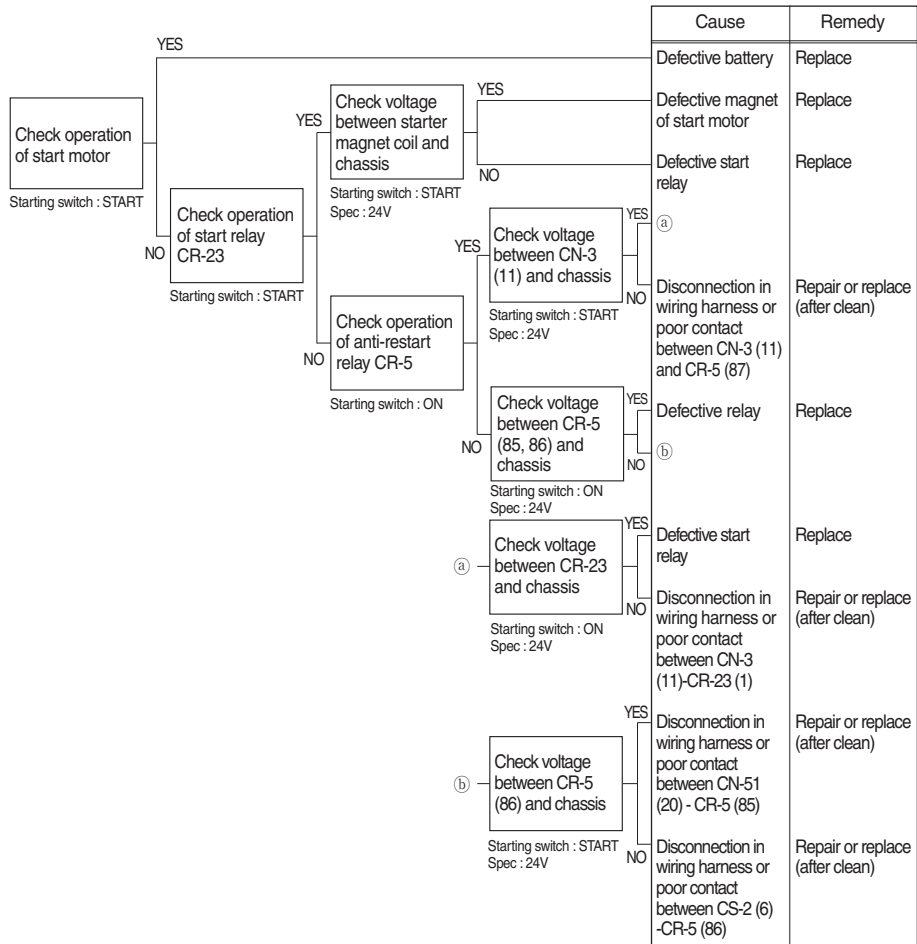 Cause
Remedy
YES
Defective battery
Replace
Check operation
of start motor
Starting switch : START
YES
Check voltage
between starter
magnet coil and
chassis
Starting switch : START
Spec : 24V
YES
Defective magnet
of start motor
Replace
NO
Defective start
relay
Replace
NO
Check operation
of start relay
CR-23
Starting switch : START
NO
Check operation
of anti-restart
relay CR-5
Starting switch : ON
YES
Check voltage
between CN-3
(11) and chassis
Starting switch : START
Spec : 24V
YES
ⓐ
NO
Disconnection in
wiring harness or
poor contact
between CN-3 (11)
and CR-5 (87)
Repair or replace
(after clean)
NO
Check voltage
between CR-5
(85, 86) and
chassis
Starting switch : ON
Spec : 24V
YES
Defective relay
Replace
NO
ⓑ
ⓐ
Check voltage
between CR-23
and chassis
Starting switch : ON
Spec : 24V
YES
Defective start
relay
Replace
NO
Disconnection in
wiring harness or
poor contact
between CN-3
(11)-CR-23 (1)
Repair or replace
(after clean)
ⓑ
Check voltage
between CR-5
(86) and chassis
Starting switch : START
Spec : 24V
YES
Disconnection in
wiring harness or
poor contact
between CN-51
(20) - CR-5 (85)
Repair or replace
(after clean)
NO
Disconnection in
wiring harness or
poor contact
between CS-2 (6)
-CR-5 (86)
Repair or replace
(after clean)